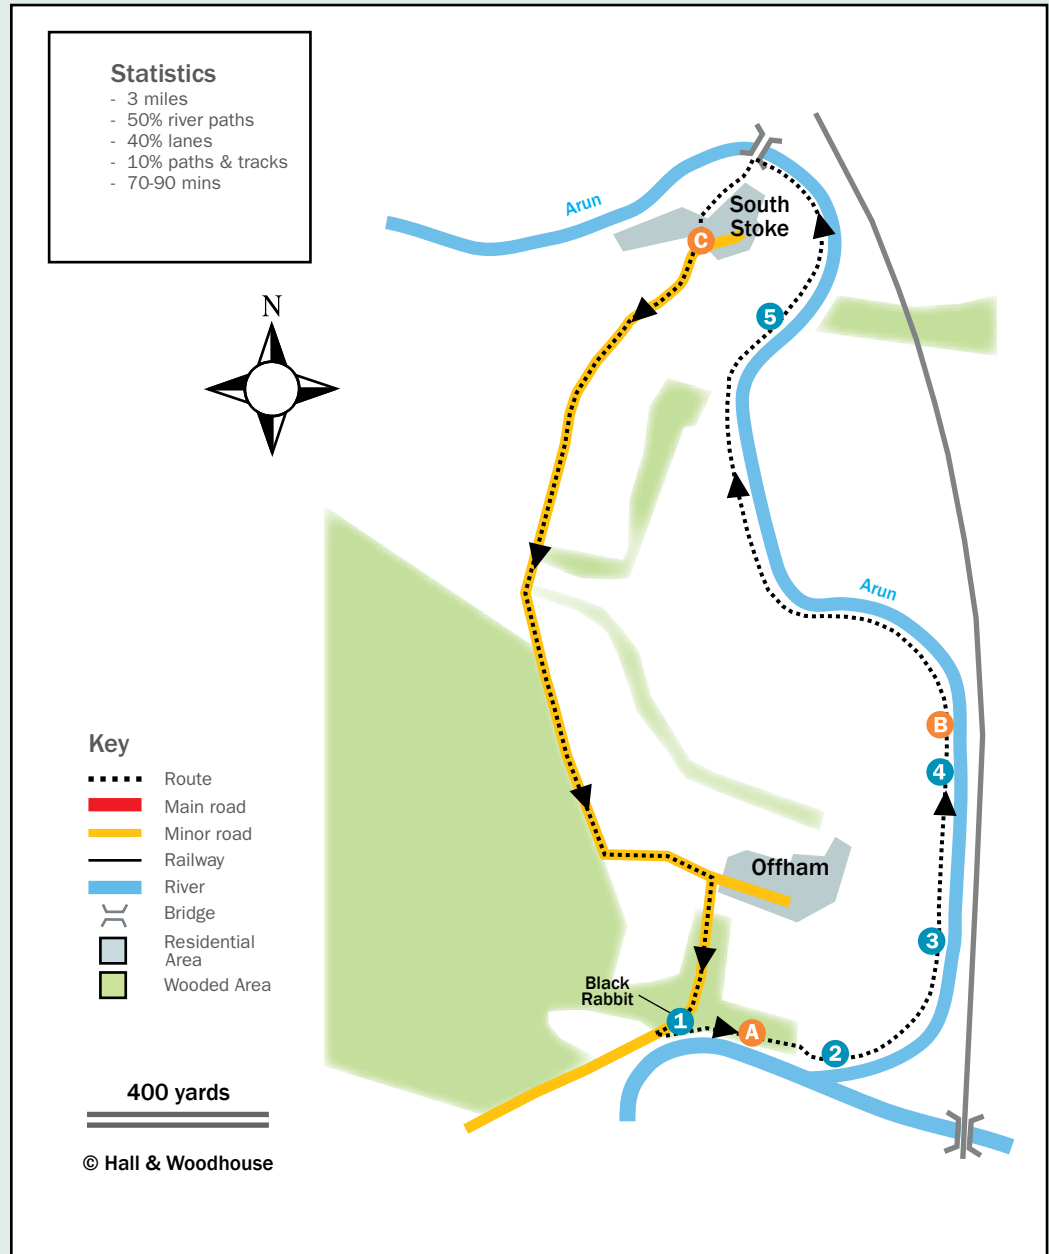 Statistics
- 3 miles
- 50% river paths
- 40% lanes
- 10% paths & tracks
- 70-90 mins
N
Arun
South
Stoke
C
5
Arun
B
4
Offham
3
Black
Rabbit
1
A
2
Key
Route
Main road
Minor road
Railway
River
Bridge
Residential
Area
Wooded Area
400 yards
© Hall & Woodhouse